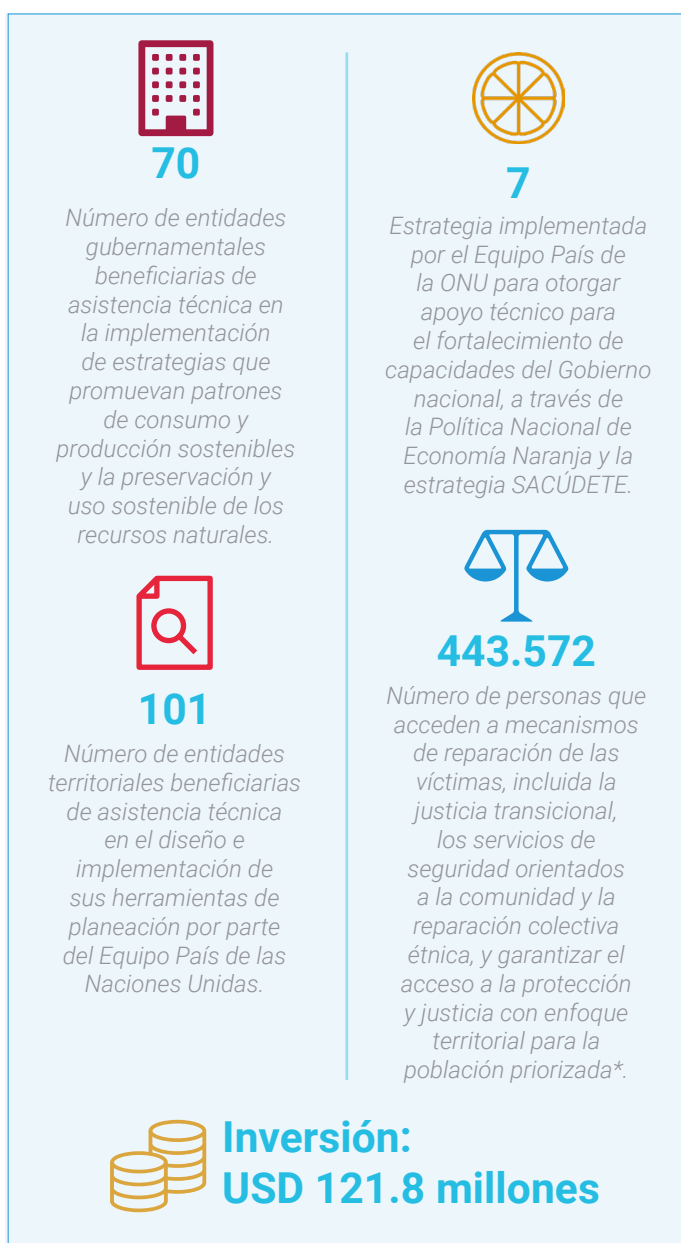 70
Número de entidades
gubernamentales
beneficiarias de
asistencia técnica en
la implementación
de estrategias que
promuevan patrones
de consumo y
producción sostenibles
y la preservación y
uso sostenible de los
recursos naturales.
101
Número de entidades
territoriales beneficiarias
de asistencia técnica
en el diseño e
implementación de
sus herramientas de
planeación por parte
del Equipo País de las
Naciones Unidas.
7
Estrategia implementada
por el Equipo País de
la ONU para otorgar
apoyo técnico para
el fortalecimiento de
capacidades del Gobierno
nacional, a través de
la Política Nacional de
Economía Naranja y la
estrategia SACÚDETE.
443.572
Número de personas que
acceden a mecanismos
de reparación de las
víctimas, incluida la
justicia transicional,
los servicios de
seguridad orientados
a la comunidad y la
reparación colectiva
étnica, y garantizar el
acceso a la protección
y justicia con enfoque
territorial para la
población priorizada*.
Inversión:
USD 121.8 millones